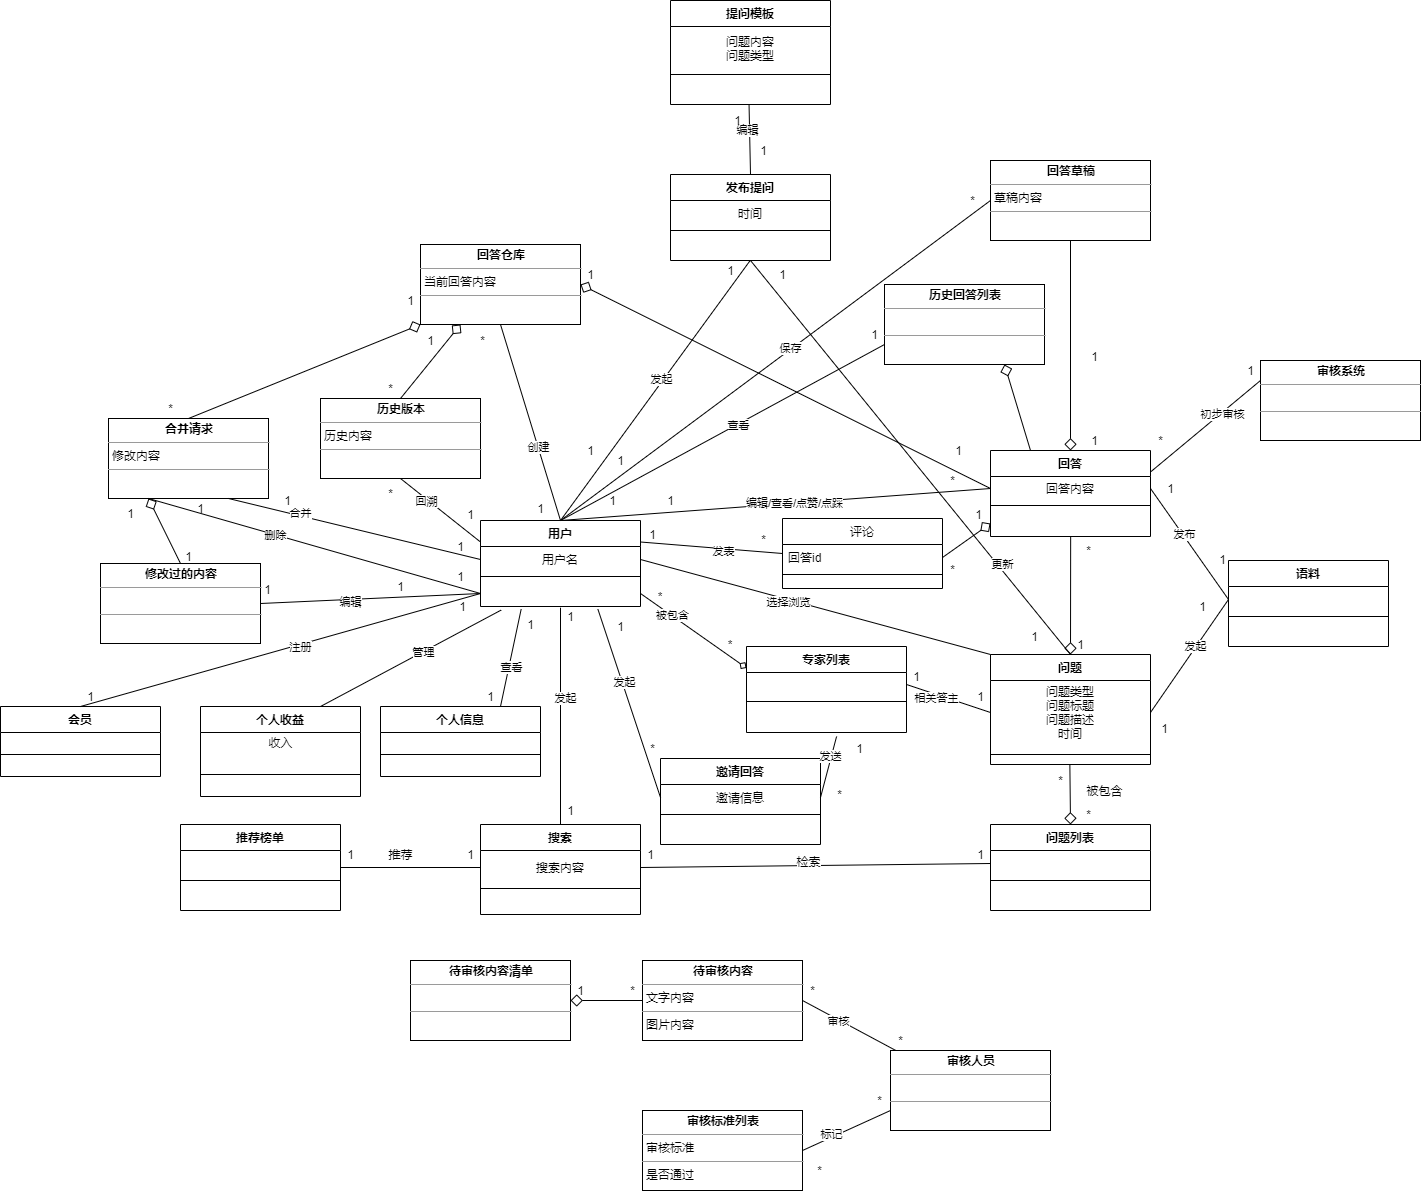 提问模板
问题内容
问题类型
1
编辑
1
发布提问
时间
1
1
回答草稿
草稿内容
*
回答仓库
当前回答内容
1
1
1
*
历史回答列表
1
保存
发起
查看
1
1
审核系统
1
初步审核
*
合并请求
修改内容
*
历史版本
历史内容
*
*
回溯
1
创建
1
1
1
1
1
编辑/查看/点赞/点踩
1
*
回答
回答内容
1
发布
1
1
合并
1
删除
1
1
1
用户
用户名
1
发表
*
评论
回答id
1
*
更新
*
修改过的内容
1
1
编辑
1
1
语料
1
发起
1
选择浏览
*
被包含
*
1
1
注册
1
管理
1
查看
1
1
发起
1
1
发起
*
专家列表
1
相关答主
1
问题
问题类型
问题标题
问题描述
时间
会员
个人收益
收入
个人信息
邀请回答
邀请信息
发送
1
*
*
被包含
*
推荐榜单
1
推荐
1
搜索
搜索内容
1
检索
1
问题列表
待审核内容清单
1
*
待审核内容
文字内容
图片内容
*
审核
*
审核人员
*
标记
*
审核标准列表
审核标准
是否通过